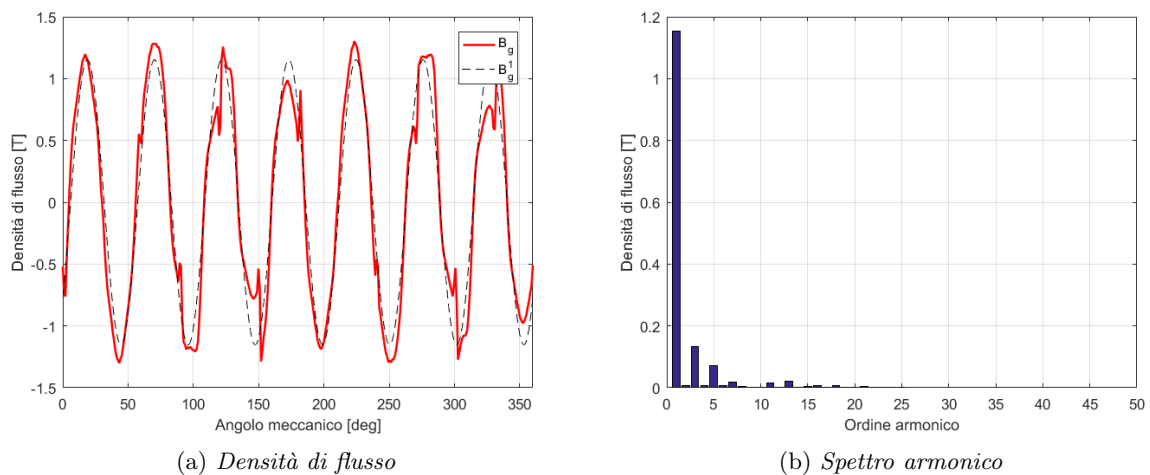 1.5
1
0.5
0
-0.5
-1
-1.5
0 50 100 150 200 250 300 350
Densità di flusso [T]
Angolo meccanico [deg]
B_g
B_g^1
(a) Densità di flusso
1.2
1
0.8
0.6
0.4
0.2
0
0 5 10 15 20 25 30 35 40 45 50
Densità di flusso [T]
Ordine armonico
(b) Spettro armonico